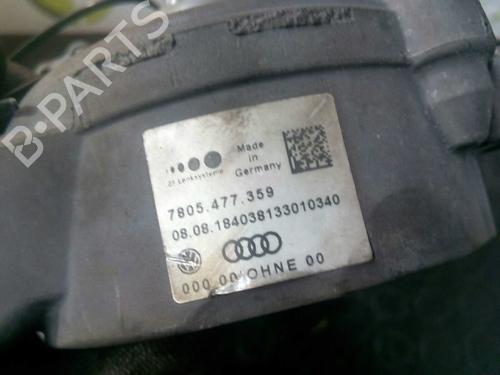 B-PARTS
Made
in
Germany
ZF Lenksysteme
7805.477.359
08.08.184038133010340
000 00 OHNE 00